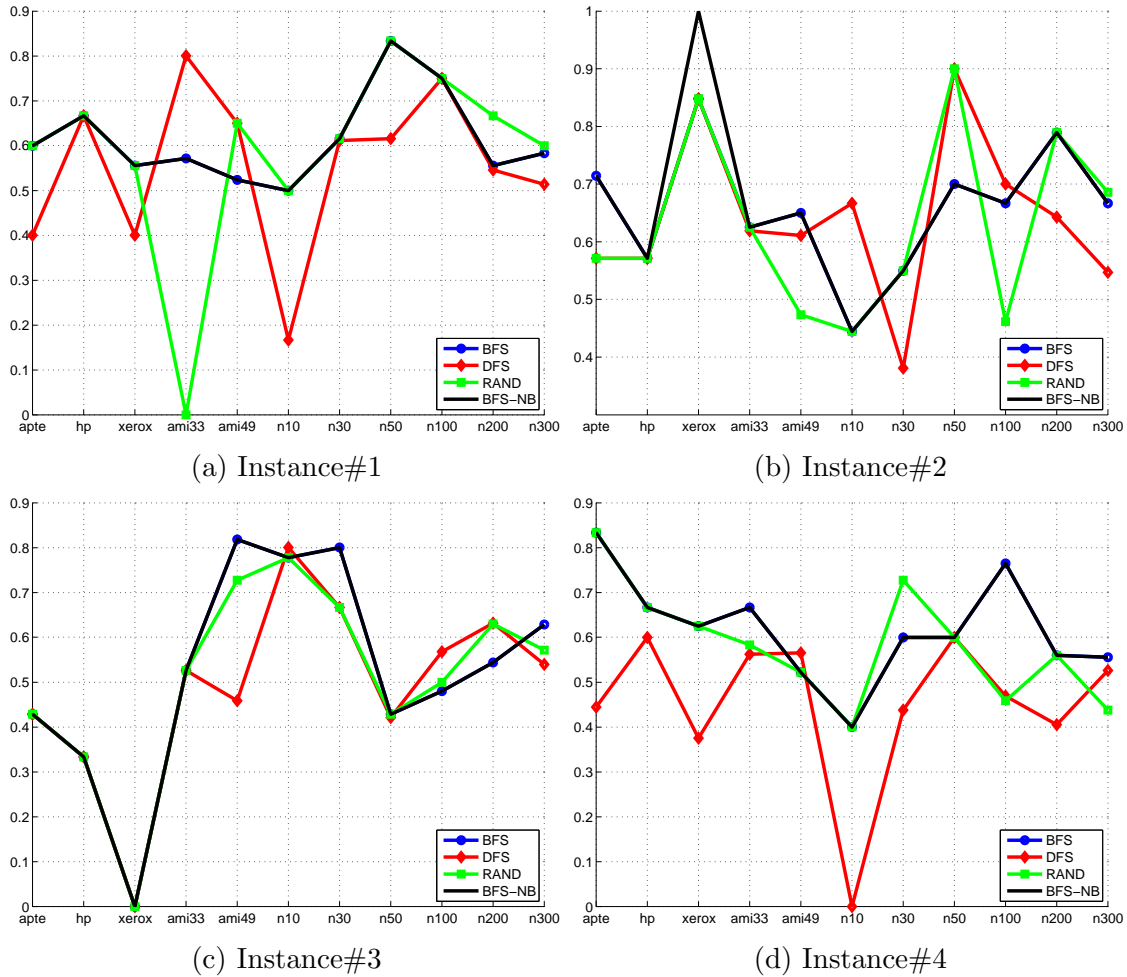 0.9
0.8
0.7
0.6
0.5
0.4
0.3
0.2
0.1
0
apte hp xerox ami33 ami49 n10 n30 n50 n100 n200 n300
BFS
DFS
RAND
BFS-NB
(a) Instance#1
1
0.9
0.8
0.7
0.6
0.5
0.4
apte hp xerox ami33 ami49 n10 n30 n50 n100 n200 n300
BFS
DFS
RAND
BFS-NB
(b) Instance#2
0.9
0.8
0.7
0.6
0.5
0.4
0.3
0.2
0.1
0
apte hp xerox ami33 ami49 n10 n30 n50 n100 n200 n300
BFS
DFS
RAND
BFS-NB
(c) Instance#3
0.9
0.8
0.7
0.6
0.5
0.4
0.3
0.2
0.1
0
apte hp xerox ami33 ami49 n10 n30 n50 n100 n200 n300
BFS
DFS
RAND
BFS-NB
(d) Instance#4